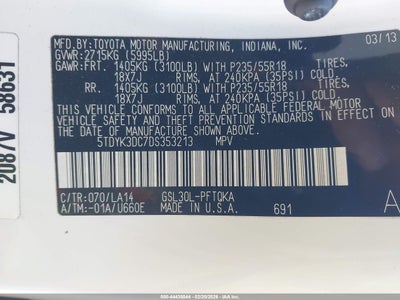 MFD.BY:TOYOTA MOTOR MANUFACTURING, INDIANA, INC.
03/13
GVWR:2715KG (5995LB)
GAWR:FRT. 1405KG (3100LB) WITH P235/55R18 TIRES,
18X7J RIMS, AT 240KPA (35PSI) COLD.
RR. 1405KG (3100LB) WITH P235/55R18 TIRES,
18X7J RIMS, AT 240KPA (35PSI) COLD.
THIS VEHICLE CONFORMS TO ALL APPLICABLE FEDERAL MOTOR
VEHICLE SAFETY AND THEFT PREVENTION STANDARDS IN
EFFECT ON THE DATE OF MANUFACTURE SHOWN ABOVE.
5TDYK3DC7DS353213 MPV
C/TR:070/LA14 GSL30L-PFTQKA
A/TM:-01A/U660E MADE IN U.S.A. 691
A
2087V 58631